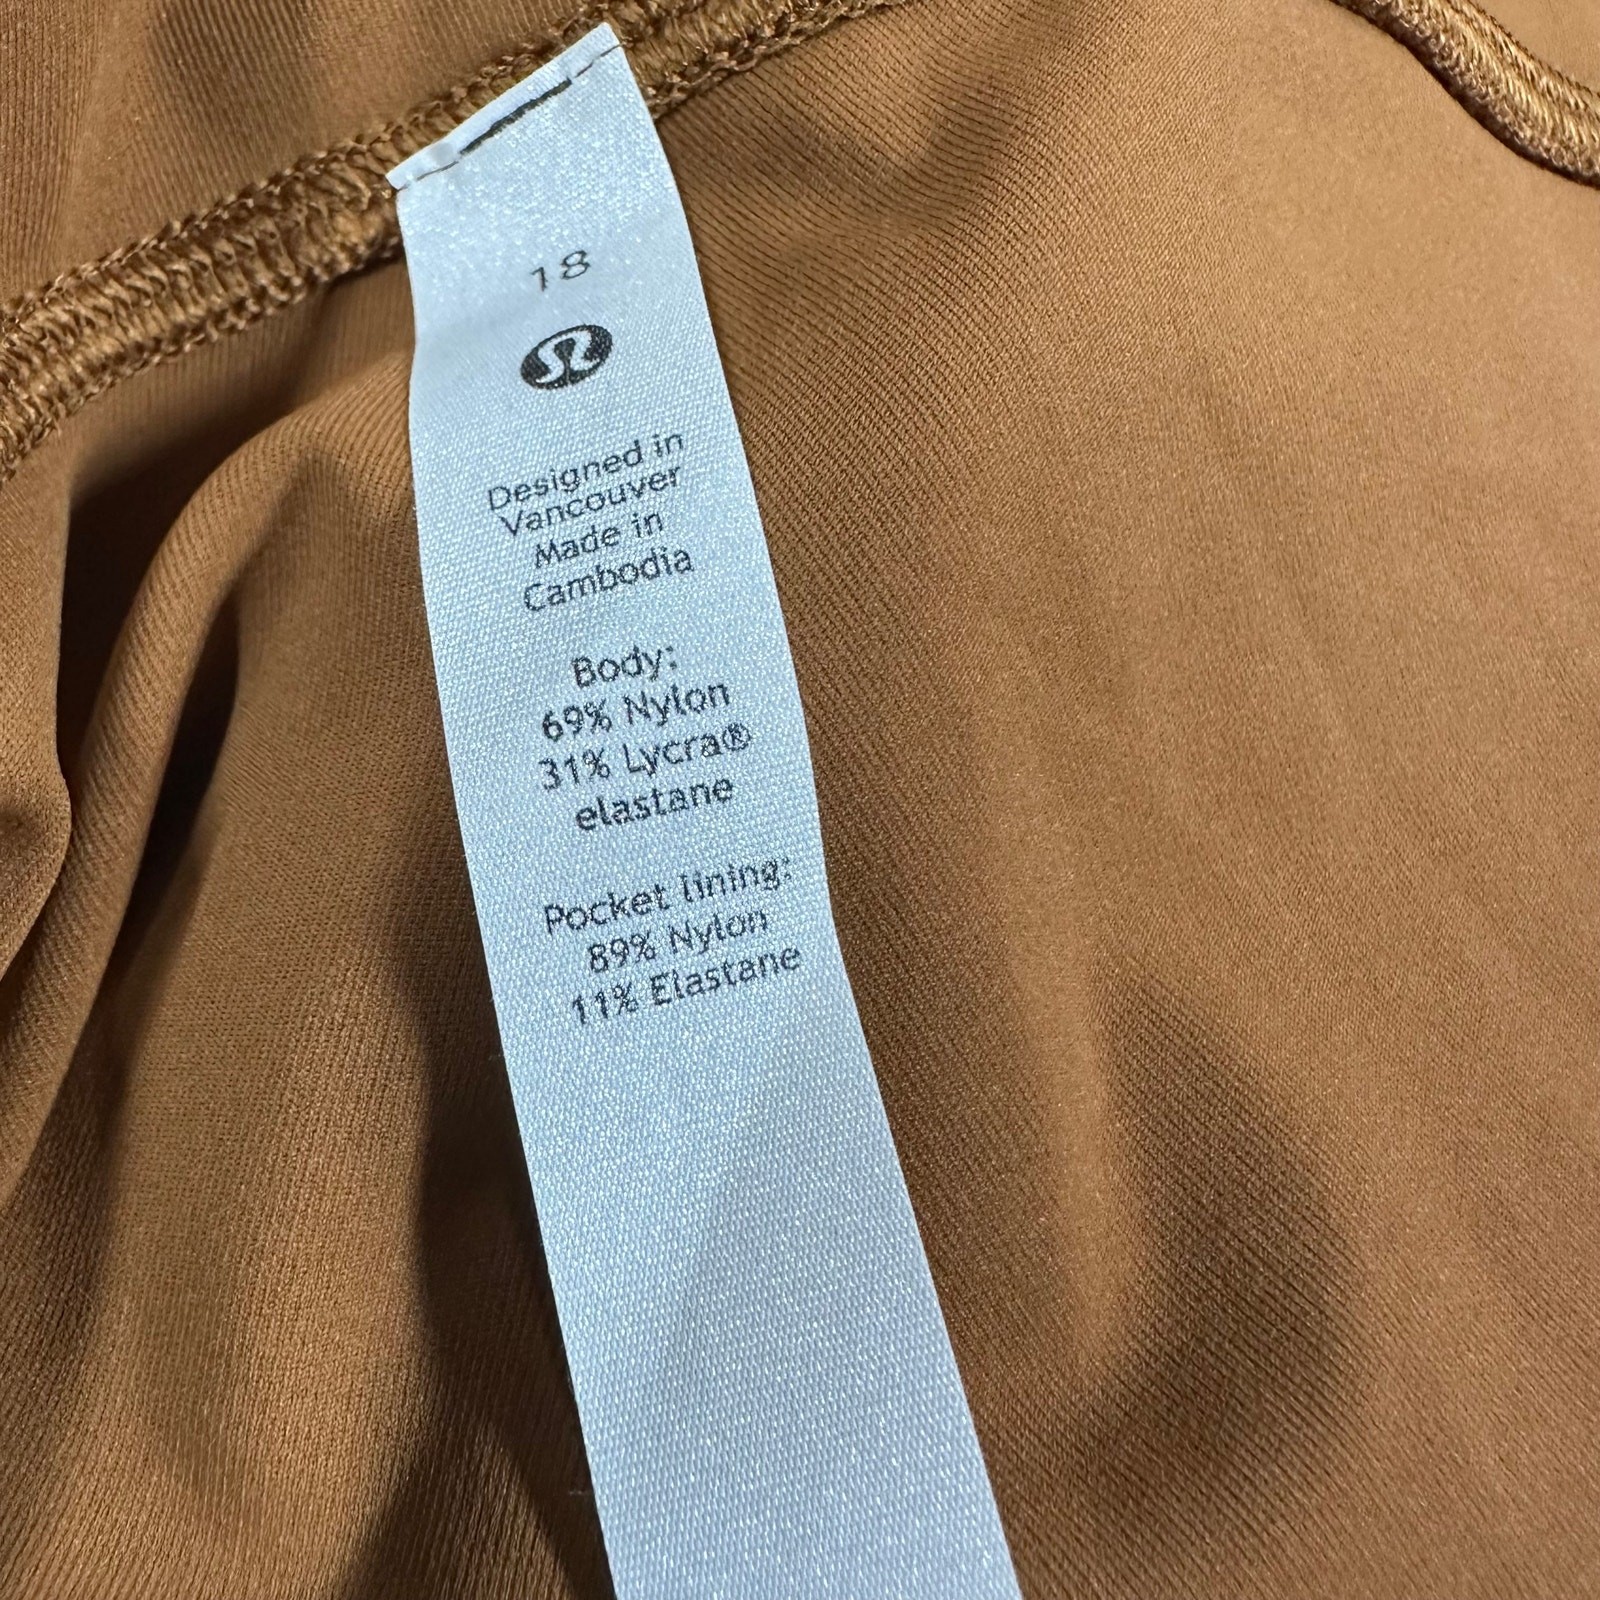 18
Designed in
Vancouver
Made in
Cambodia
Body:
69% Nylon
31% Lycra®
elastane
Pocket lining:
89% Nylon
11% Elastane